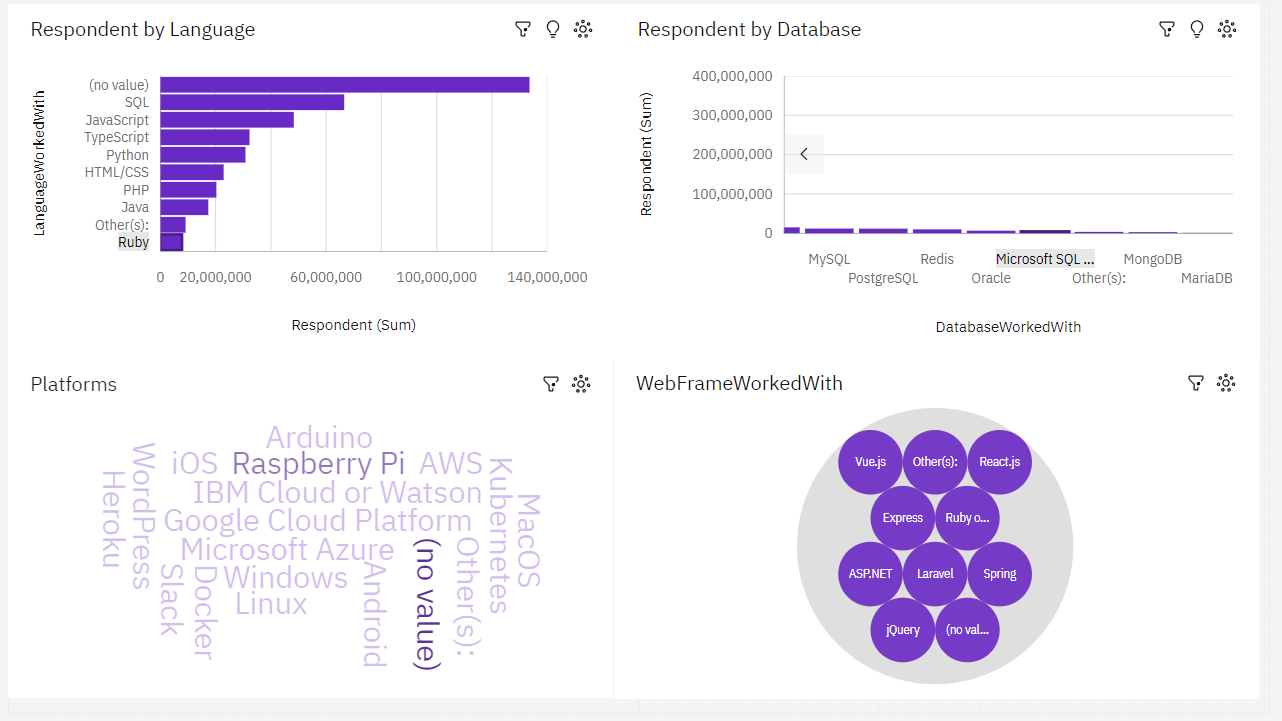 Respondent by Language
LanguageWorkedWith
(no value)
SQL
JavaScript
TypeScript
Python
HTML/CSS
PHP
Java
Other(s):
Ruby
0 20,000,000 60,000,000 100,000,000 140,000,000
Respondent (Sum)
Respondent by Database
Respondent (Sum)
400,000,000
300,000,000
200,000,000
100,000,000
0
MySQL Redis Microsoft SQL ... MongoDB
PostgreSQL Oracle Other(s): MariaDB
DatabaseWorkedWith
Platforms
Arduino
iOS Raspberry Pi AWS
IBM Cloud or Watson
Google Cloud Platform
Microsoft Azure
Windows
Linux
Heroku
WordPress
Slack
Docker
Android
(no value)
Other(s):
Kubernetes
MacOS
WebFrameWorkedWith
Vue.js Other(s): React.js
Express Ruby o...
ASP.NET Laravel Spring
jQuery (no val...